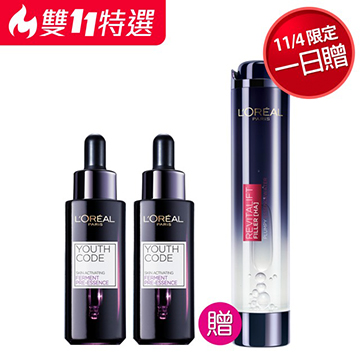 雙11特選
11/4 限定
一日贈
L'ORÉAL
PARIS
YOUTH
CODE
SKIN ACTIVATING
FERMENT
PRE-ESSENCE
L'ORÉAL
PARIS
YOUTH
CODE
SKIN ACTIVATING
FERMENT
PRE-ESSENCE
L'ORÉAL
PARIS
REVITALIFT
FILLER [HA]
贈